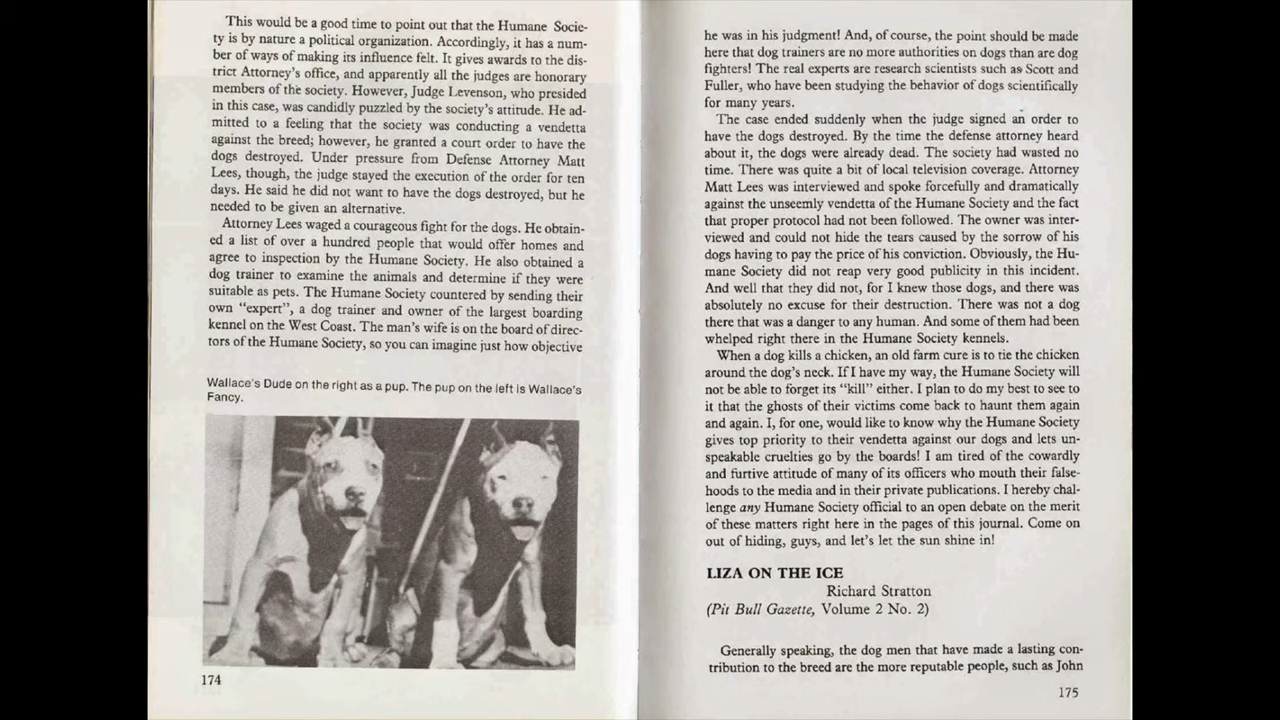 This would be a good time to point out that the Humane Socie-
ty is by nature a political organization. Accordingly, it has a num-
ber of ways of making its influence felt. It gives awards to the dis-
trict Attorney's office, and apparently all the judges are honorary
members of the society. However, Judge Levenson, who presided
in this case, was candidly puzzled by the society's attitude. He ad-
mitted to a feeling that the society was conducting a vendetta
against the breed; however, he granted a court order to have the
dogs destroyed. Under pressure from Defense Attorney Matt
Lees, though, the judge stayed the execution of the order for ten
days. He said he did not want to have the dogs destroyed, but he
needed to be given an alternative.
Attorney Lees waged a courageous fight for the dogs. He obtain-
ed a list of over a hundred people that would offer homes and
agree to inspection by the Humane Society. He also obtained a
dog trainer to examine the animals and determine if they were
suitable as pets. The Humane Society countered by sending their
own "expert", a dog trainer and owner of the largest boarding
kennel on the West Coast. The man's wife is on the board of direc-
tors of the Humane Society, so you can imagine just how objective
Wallace's Dude on the right as a pup. The pup on the left is Wallace's
Fancy.
174
he was in his judgment! And, of course, the point should be made
here that dog trainers are no more authorities on dogs than are dog
fighters! The real experts are research scientists such as Scott and
Fuller, who have been studying the behavior of dogs scientifically
for many years.
The case ended suddenly when the judge signed an order to
have the dogs destroyed. By the time the defense attorney heard
about it, the dogs were already dead. The society had wasted no
time. There was quite a bit of local television coverage. Attorney
Matt Lees was interviewed and spoke forcefully and dramatically
against the unseemly vendetta of the Humane Society and the fact
that proper protocol had not been followed. The owner was inter-
viewed and could not hide the tears caused by the sorrow of his
dogs having to pay the price of his conviction. Obviously, the Hu-
mane Society did not reap very good publicity in this incident.
And well that they did not, for I knew those dogs, and there was
absolutely no excuse for their destruction. There was not a dog
there that was a danger to any human. And some of them had been
whelped right there in the Humane Society kennels.
When a dog kills a chicken, an old farm cure is to tie the chicken
around the dog's neck. If I have my way, the Humane Society will
not be able to forget its "kill" either. I plan to do my best to see to
it that the ghosts of their victims come back to haunt them again
and again. I, for one, would like to know why the Humane Society
gives top priority to their vendetta against our dogs and lets un-
speakable cruelties go by the boards! I am tired of the cowardly
and furtive attitude of many of its officers who mouth their false-
hoods to the media and in their private publications. I hereby chal-
lenge any Humane Society official to an open debate on the merit
of these matters right here in the pages of this journal. Come on
out of hiding, guys, and let's let the sun shine in!
LIZA ON THE ICE
Richard Stratton
(Pit Bull Gazette, Volume 2 No. 2)
Generally speaking, the dog men that have made a lasting con-
tribution to the breed are the more reputable people, such as John
175